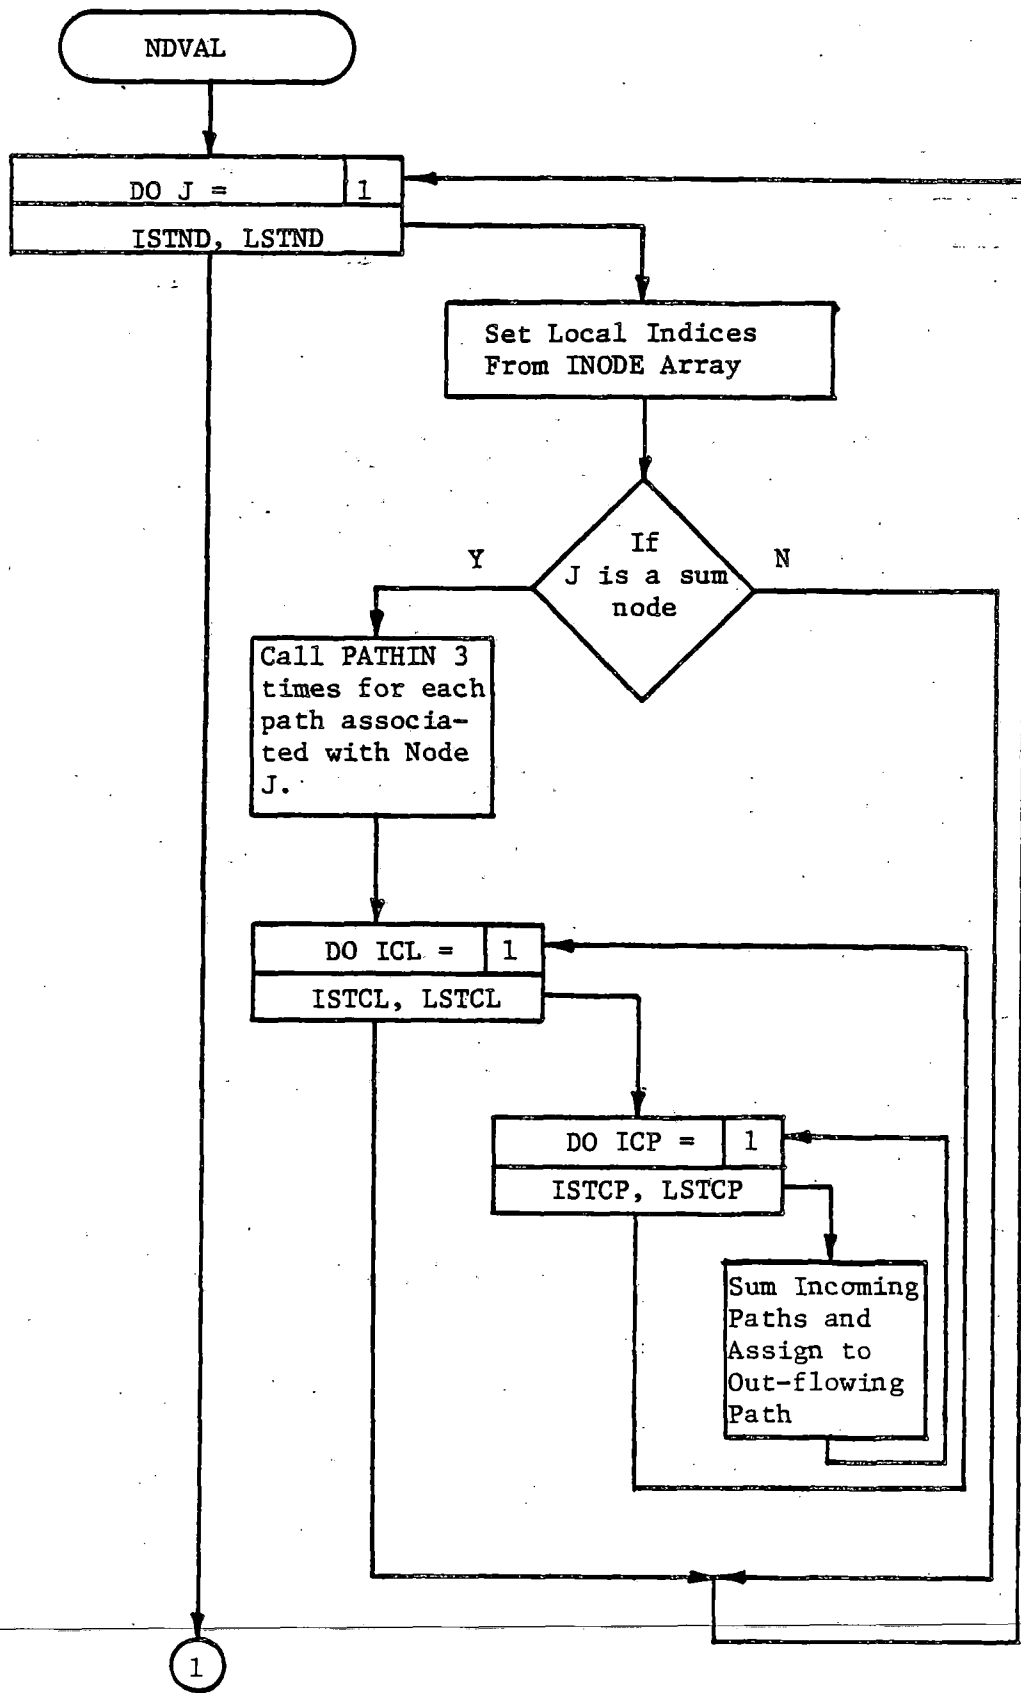 NDVAL
DO J = 1
ISTND, LSTND
Set Local Indices
From INODE Array
If
J is a sum
node
Y
N
Call PATHIN 3
times for each
path associa-
ted with Node
J.
DO ICL = 1
ISTCL, LSTCL
DO ICP = 1
ISTCP, LSTCP
Sum Incoming
Paths and
Assign to
Out-flowing
Path
1